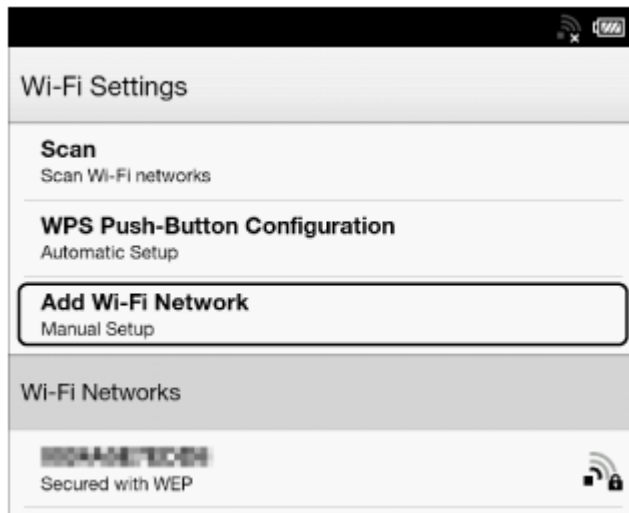 Wi-Fi Settings
Scan
Scan Wi-Fi networks
WPS Push-Button Configuration
Automatic Setup
Add Wi-Fi Network
Manual Setup
Wi-Fi Networks
Secured with WEP